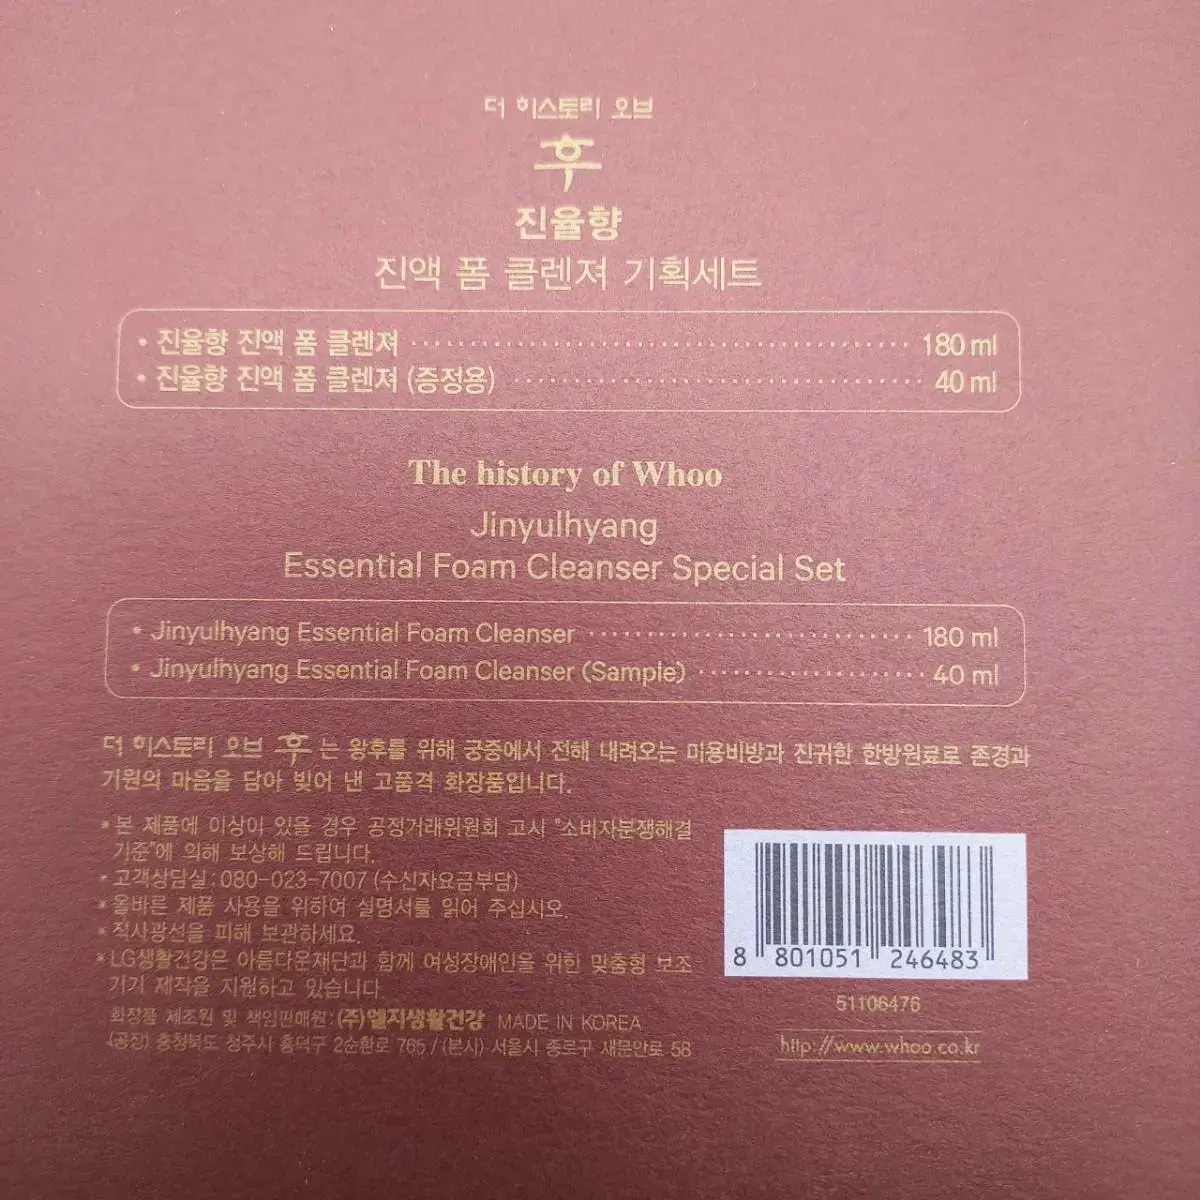 더 히스토리 오브
후
진율향
진액 폼 클렌져 기획세트
• 진율향 진액 폼 클렌져 180 ml
• 진율향 진액 폼 클렌져 (증정용) 40 ml
The history of Whoo
Jinyulhyang
Essential Foam Cleanser Special Set
• Jinyulhyang Essential Foam Cleanser 180 ml
• Jinyulhyang Essential Foam Cleanser (Sample) 40 ml
더 히스토리 오브 후 는 왕후를 위해 궁중에서 전해 내려오는 미용비방과 진귀한 한방원료로 존경과
기원의 마음을 담아 빚어 낸 고품격 화장품입니다.
* 본 제품에 이상이 있을 경우 공정거래위원회 고시 "소비자분쟁해결
기준"에 의해 보상해 드립니다.
* 고객상담실:080-023-7007 (수신자요금부담)
* 올바른 제품 사용을 위하여 설명서를 읽어 주십시오.
* 직사광선을 피해 보관하세요.
* LG생활건강은 아름다운재단과 함께 여성장애인을 위한 맞춤형 보조
기기 제작을 지원하고 있습니다
화장품 제조원 및 책임판매원:(주)엘지생활건강 MADE IN KOREA
(공장) 충청북도 청주시 흥덕구 2순환로 765 / (본사) 서울시 종로구 새문안로 58
8 801051 246483
51106476
http://www.whoo.co.kr